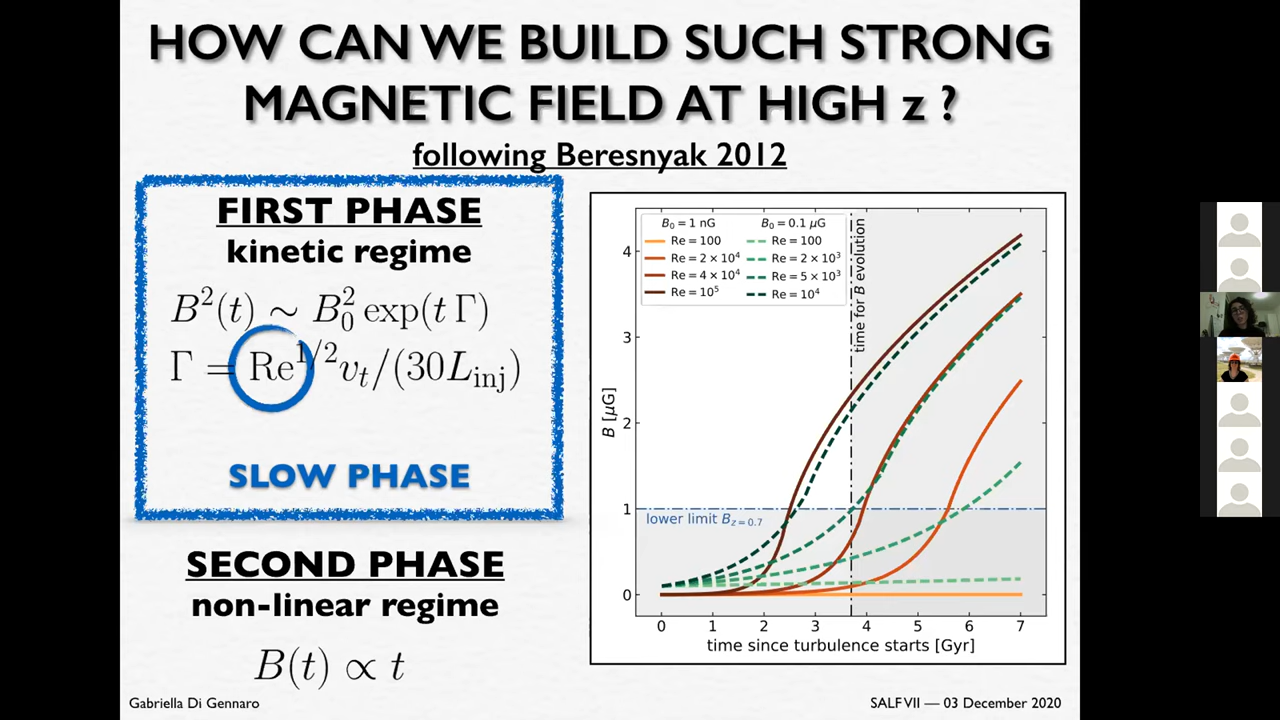 HOW CAN WE BUILD SUCH STRONG
MAGNETIC FIELD AT HIGH z ?
following Beresnyak 2012
FIRST PHASE
kinetic regime
B²(t) ∼ B₀² exp(t Γ)
Γ = Re^{1/2} v_t/(30L_inj)
SLOW PHASE
SECOND PHASE
non-linear regime
B(t) ∝ t
B₀ = 1 nG
Re = 100
Re = 2 × 10⁴
Re = 4 × 10⁴
Re = 10⁵
B₀ = 0.1 μG
Re = 100
Re = 2 × 10³
Re = 5 × 10³
Re = 10⁴
time for B evolution
lower limit B_{z=0.7}
B [μG]
4
3
2
1
0
0 1 2 3 4 5 6 7
time since turbulence starts [Gyr]
Gabriella Di Gennaro
SALF VII — 03 December 2020